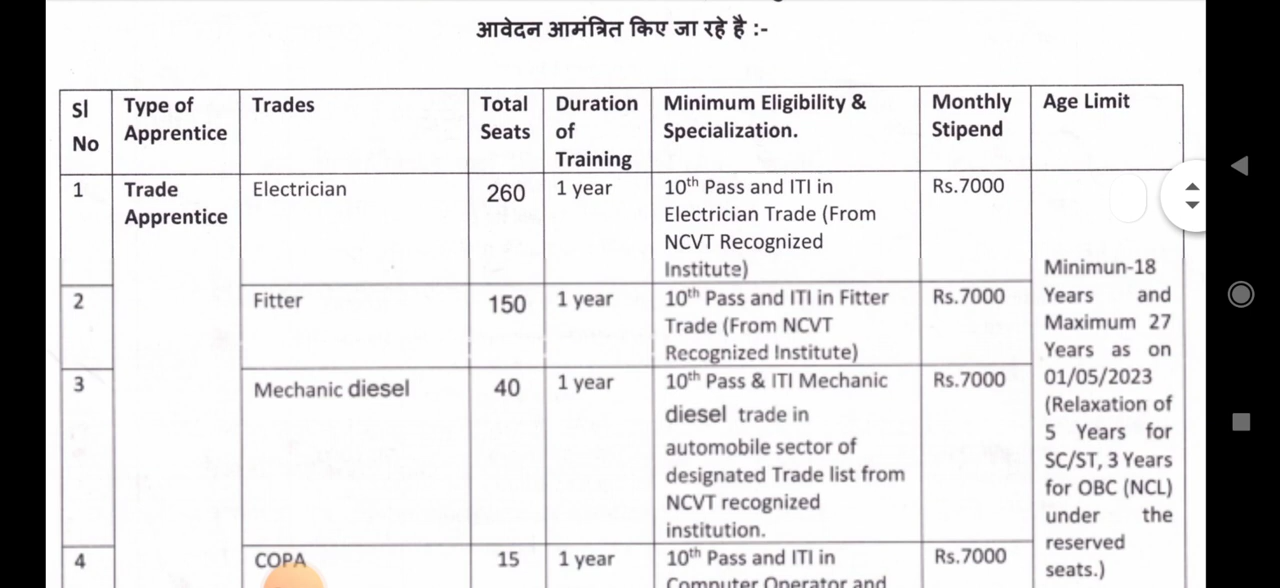 आवेदन आमंत्रित किए जा रहे है :-
Sl No
Type of Apprentice
Trades
Total Seats
Duration of Training
Minimum Eligibility & Specialization.
Monthly Stipend
Age Limit
1
Trade Apprentice
Electrician
260
1 year
10th Pass and ITI in
Electrician Trade (From
NCVT Recognized
Institute)
Rs.7000
Minimun-18
Years and
Maximum 27
Years as on
01/05/2023
(Relaxation of
5 Years for
SC/ST, 3 Years
for OBC (NCL)
under the
reserved
seats.)
2
Fitter
150
1 year
10th Pass and ITI in Fitter
Trade (From NCVT
Recognized Institute)
Rs.7000
3
Mechanic diesel
40
1 year
10th Pass & ITI Mechanic
diesel trade in
automobile sector of
designated Trade list from
NCVT recognized
institution.
Rs.7000
4
COPA
15
1 year
10th Pass and ITI in
Computer Operator and
Rs.7000